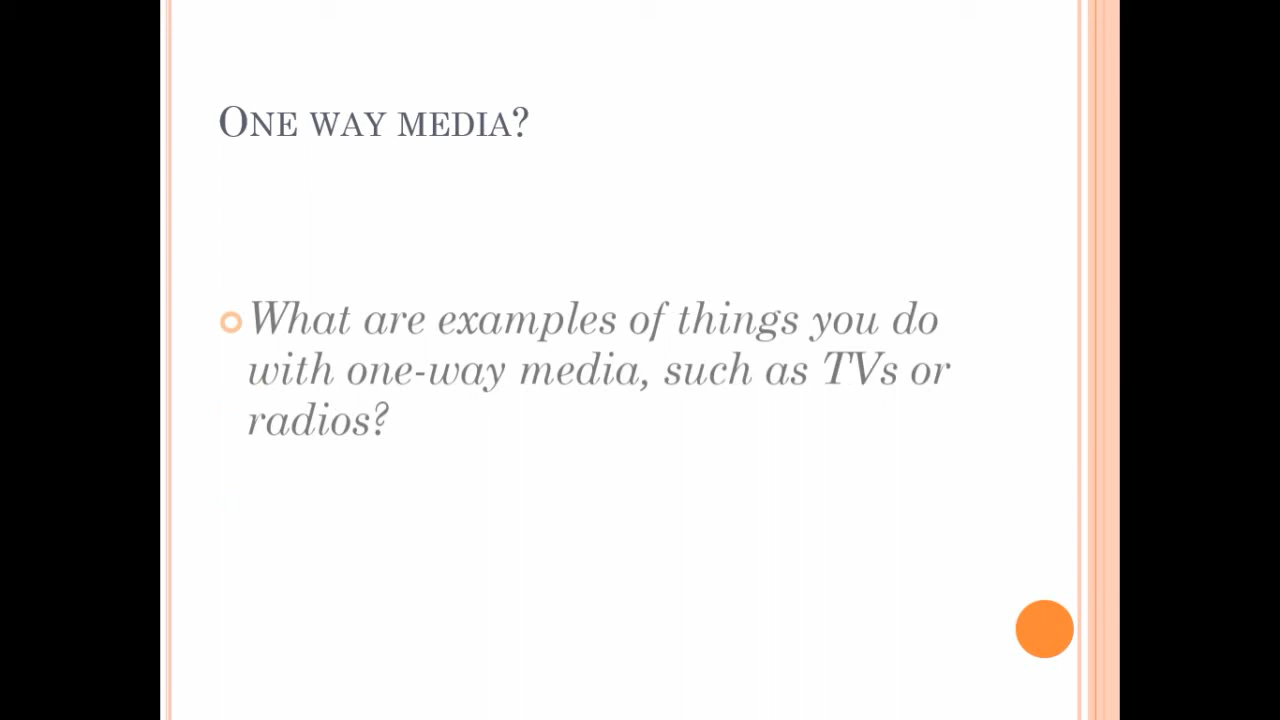 One way media?
What are examples of things you do
with one-way media, such as TVs or
radios?